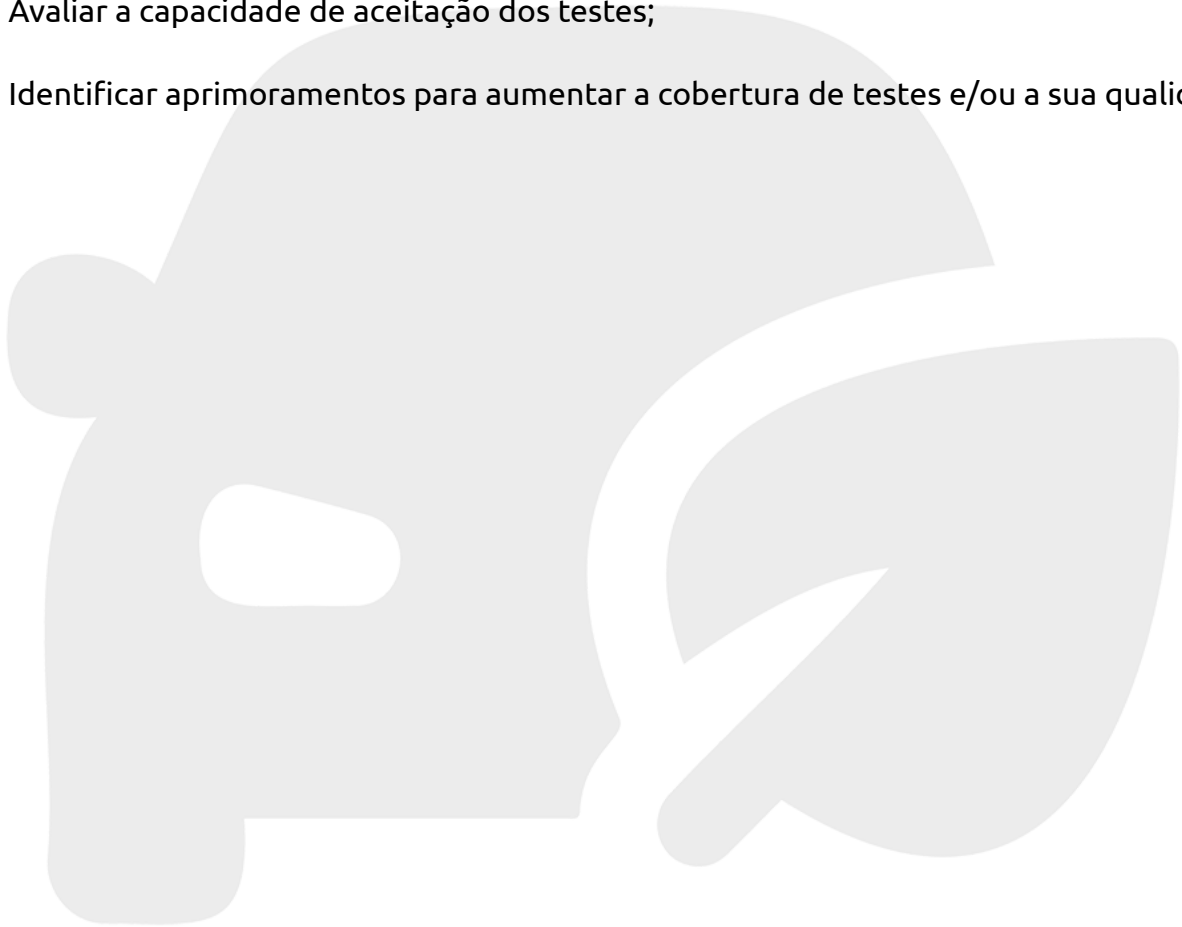 Avaliar a capacidade de aceitação dos testes;
Identificar aprimoramentos para aumentar a cobertura de testes e/ou a sua